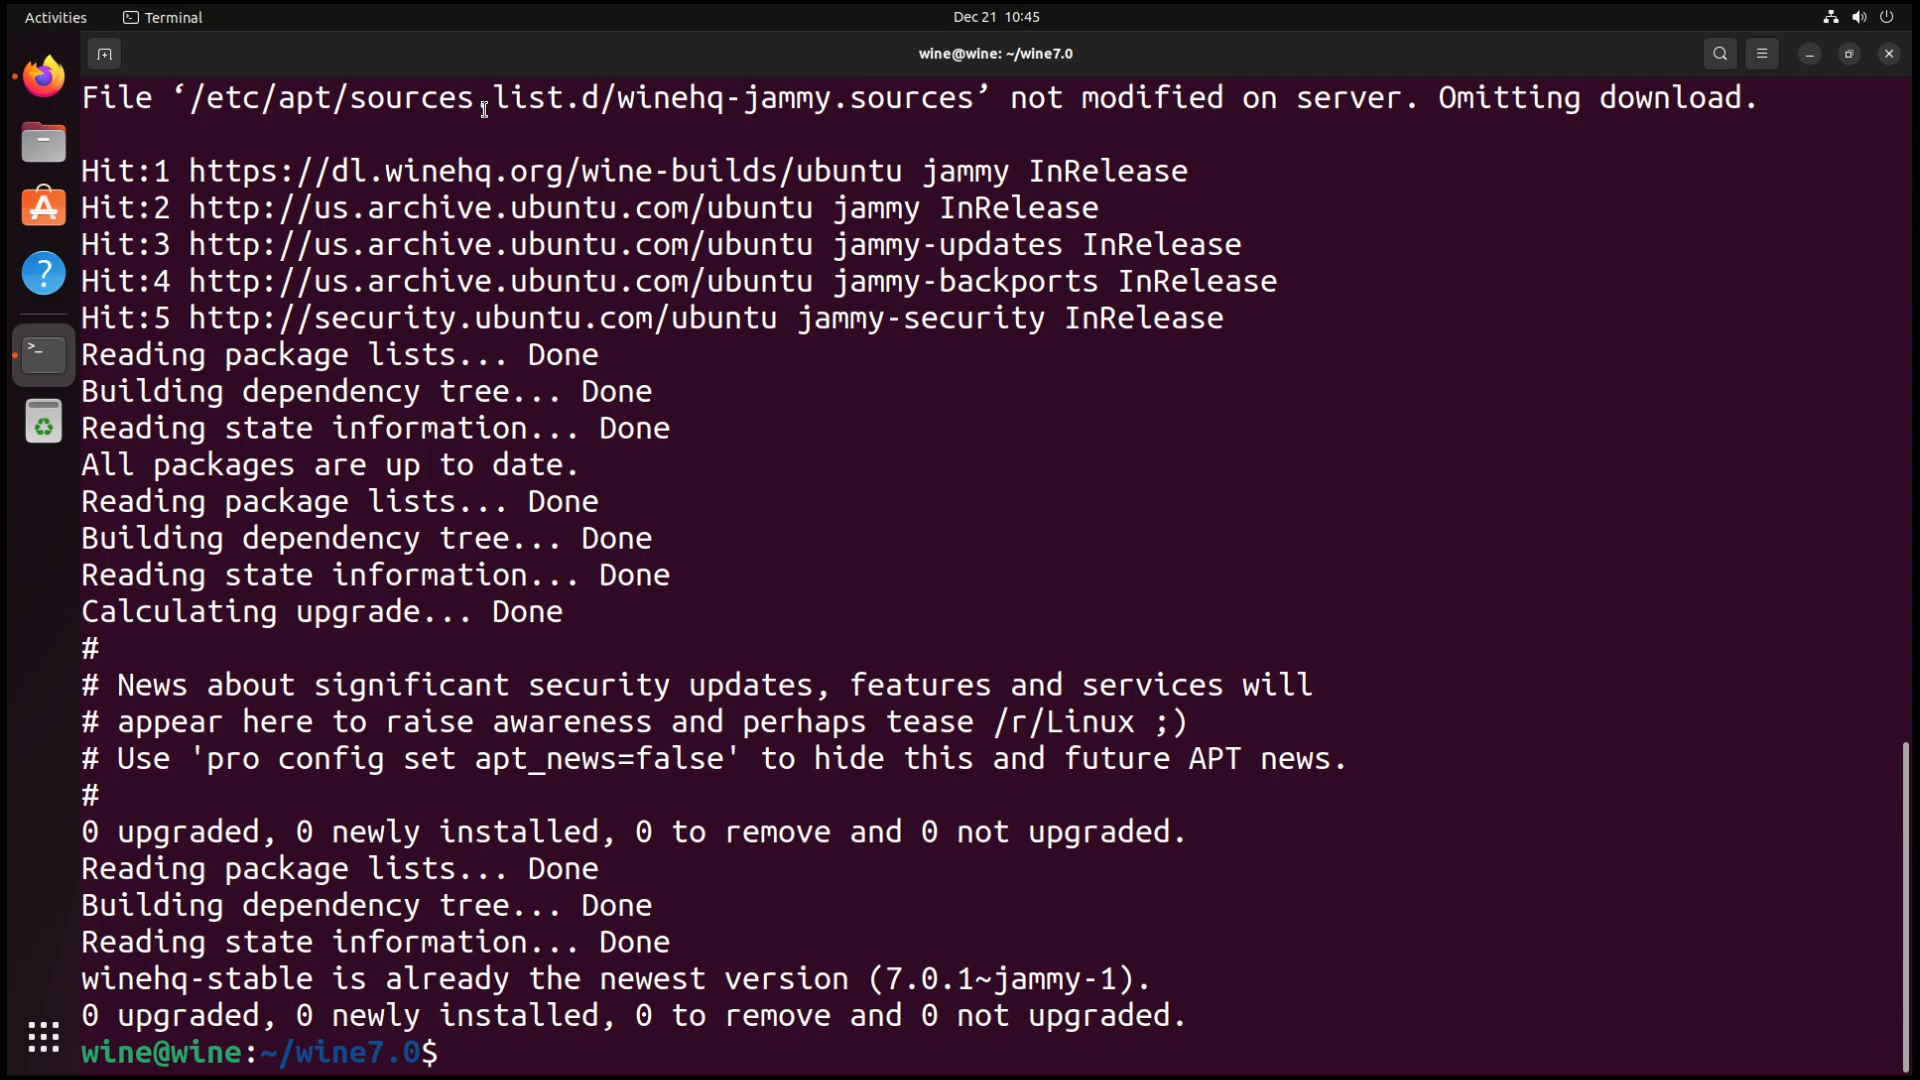 Activities Terminal Dec 21 10:45
wine@wine: ~/wine7.0
File ‘/etc/apt/sources.list.d/winehq-jammy.sources’ not modified on server. Omitting download.
Hit:1 https://dl.winehq.org/wine-builds/ubuntu jammy InRelease
Hit:2 http://us.archive.ubuntu.com/ubuntu jammy InRelease
Hit:3 http://us.archive.ubuntu.com/ubuntu jammy-updates InRelease
Hit:4 http://us.archive.ubuntu.com/ubuntu jammy-backports InRelease
Hit:5 http://security.ubuntu.com/ubuntu jammy-security InRelease
Reading package lists... Done
Building dependency tree... Done
Reading state information... Done
All packages are up to date.
Reading package lists... Done
Building dependency tree... Done
Reading state information... Done
Calculating upgrade... Done
#
# News about significant security updates, features and services will
# appear here to raise awareness and perhaps tease /r/Linux ;)
# Use 'pro config set apt_news=false' to hide this and future APT news.
#
0 upgraded, 0 newly installed, 0 to remove and 0 not upgraded.
Reading package lists... Done
Building dependency tree... Done
Reading state information... Done
winehq-stable is already the newest version (7.0.1~jammy-1).
0 upgraded, 0 newly installed, 0 to remove and 0 not upgraded.
wine@wine:~/wine7.0$